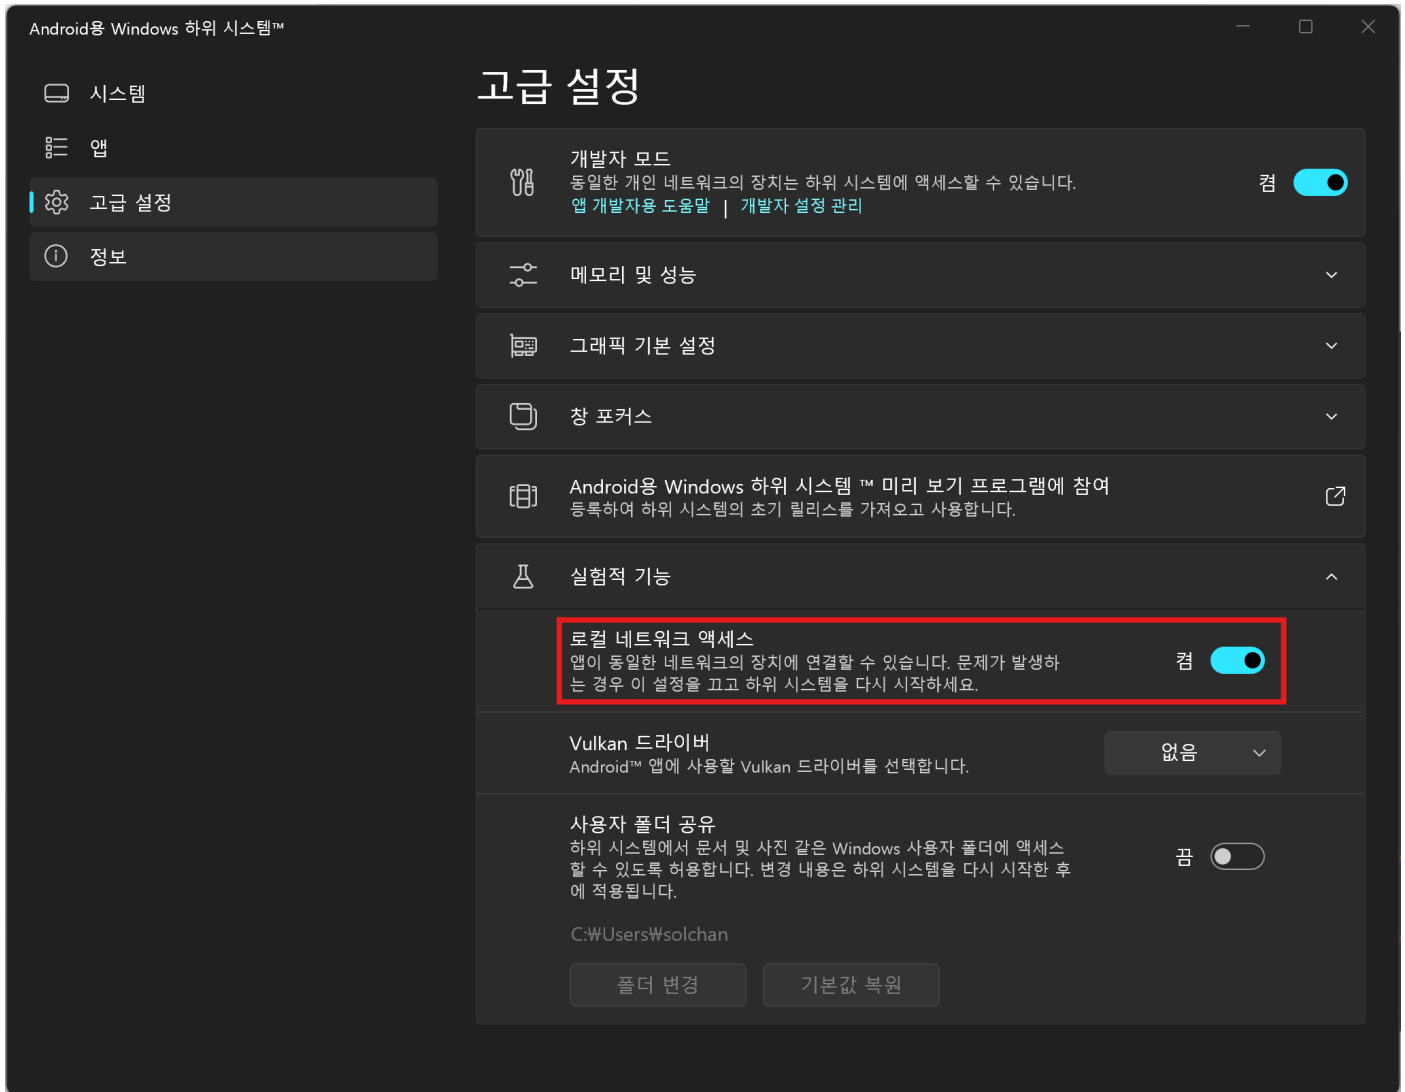 Android용 Windows 하위 시스템™
시스템
앱
고급 설정
정보
고급 설정
개발자 모드
동일한 개인 네트워크의 장치는 하위 시스템에 액세스할 수 있습니다.
앱 개발자용 도움말 | 개발자 설정 관리
켬
메모리 및 성능
그래픽 기본 설정
창 포커스
Android용 Windows 하위 시스템 ™ 미리 보기 프로그램에 참여
등록하여 하위 시스템의 초기 릴리스를 가져오고 사용합니다.
실험적 기능
로컬 네트워크 액세스
앱이 동일한 네트워크의 장치에 연결할 수 있습니다. 문제가 발생하
는 경우 이 설정을 끄고 하위 시스템을 다시 시작하세요.
켬
Vulkan 드라이버
Android™ 앱에 사용할 Vulkan 드라이버를 선택합니다.
없음
사용자 폴더 공유
하위 시스템에서 문서 및 사진 같은 Windows 사용자 폴더에 액세스
할 수 있도록 허용합니다. 변경 내용은 하위 시스템을 다시 시작한 후
에 적용됩니다.
끔
C:₩Users₩solchan
폴더 변경
기본값 복원